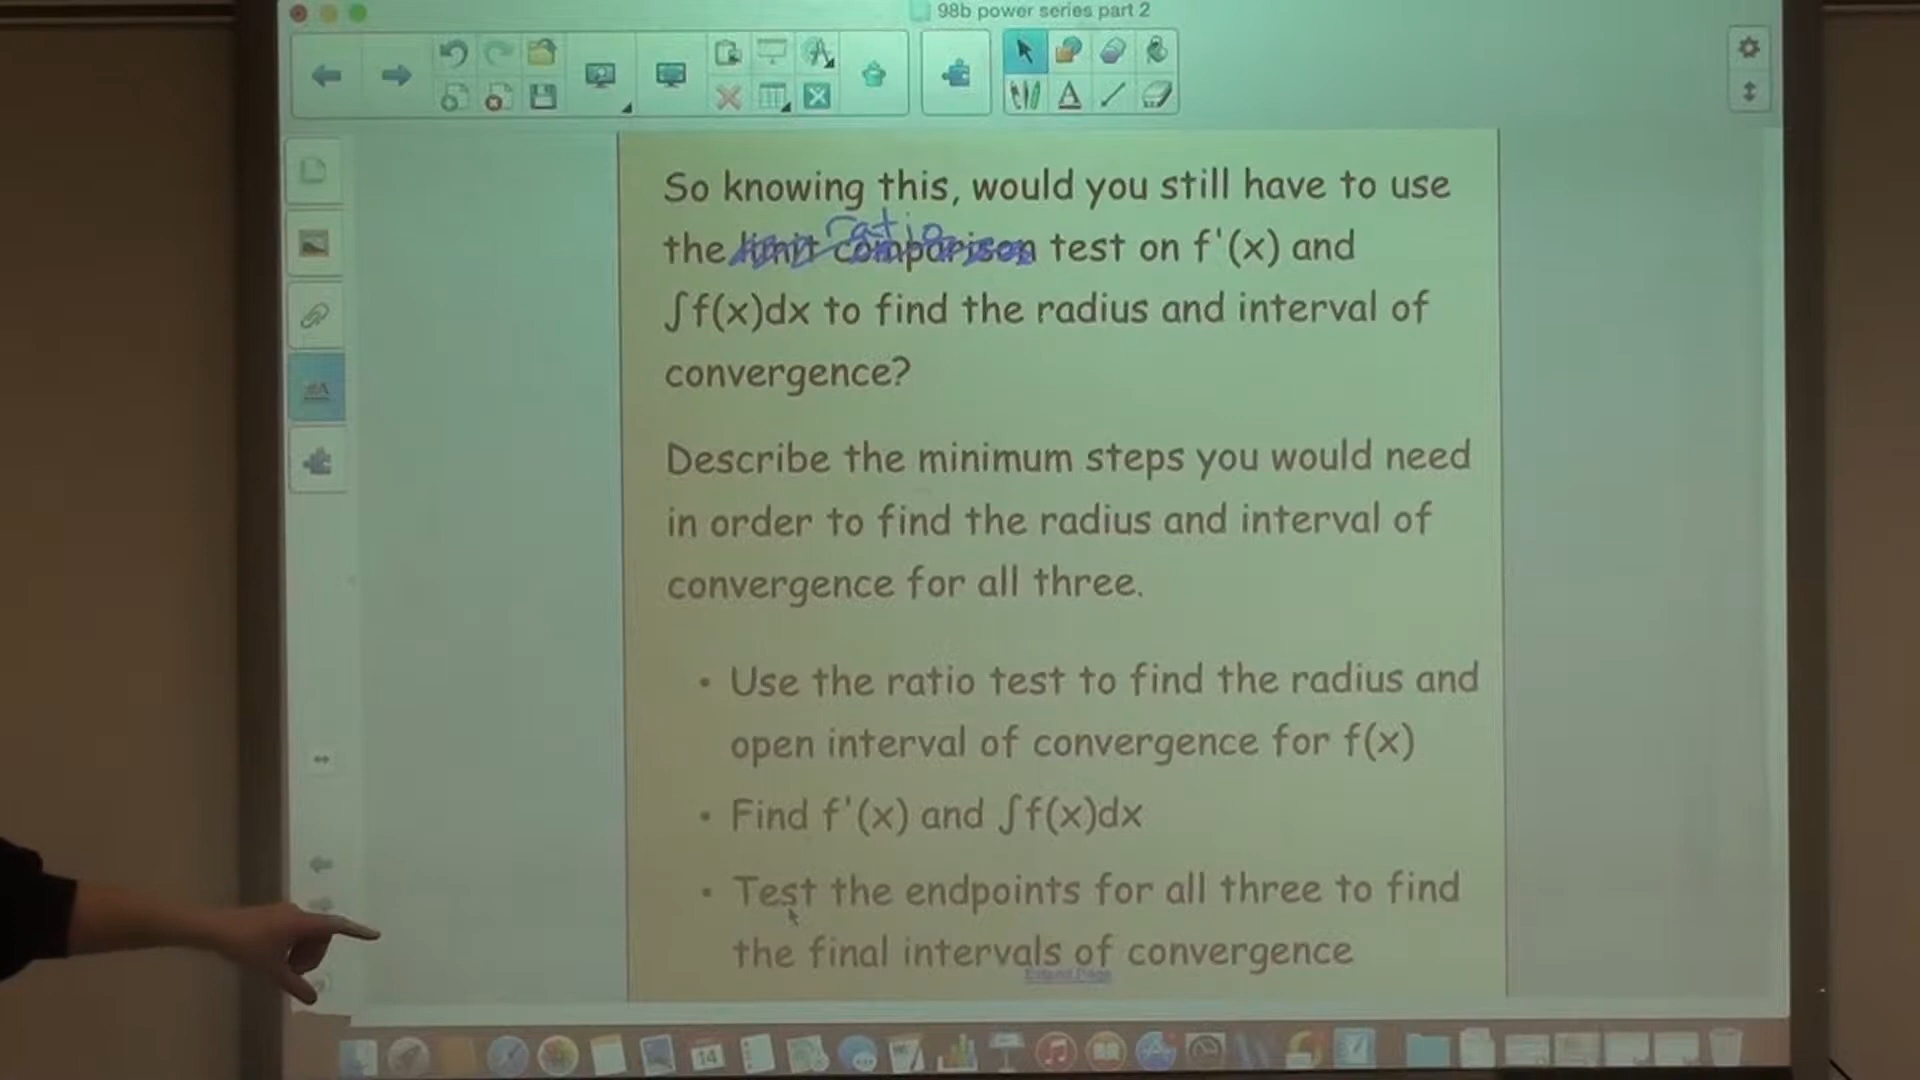 98b power series part 2
So knowing this, would you still have to use
ratio
the limit comparison test on f'(x) and
∫f(x)dx to find the radius and interval of
convergence?
Describe the minimum steps you would need
in order to find the radius and interval of
convergence for all three.
• Use the ratio test to find the radius and
open interval of convergence for f(x)
• Find f'(x) and ∫f(x)dx
• Test the endpoints for all three to find
the final intervals of convergence
Extend Page
14